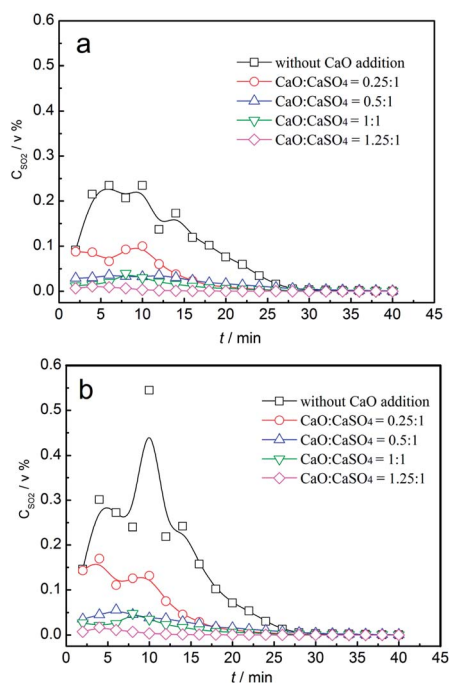 a
0.6
0.5
0.4
0.3
0.2
0.1
0.0
C SO2 / v %
without CaO addition
CaO:CaSO4 = 0.25:1
CaO:CaSO4 = 0.5:1
CaO:CaSO4 = 1:1
CaO:CaSO4 = 1.25:1
0 5 10 15 20 25 30 35 40 45
t / min
b
0.6
0.5
0.4
0.3
0.2
0.1
0.0
C SO2 / v %
without CaO addition
CaO:CaSO4 = 0.25:1
CaO:CaSO4 = 0.5:1
CaO:CaSO4 = 1:1
CaO:CaSO4 = 1.25:1
0 5 10 15 20 25 30 35 40 45
t / min